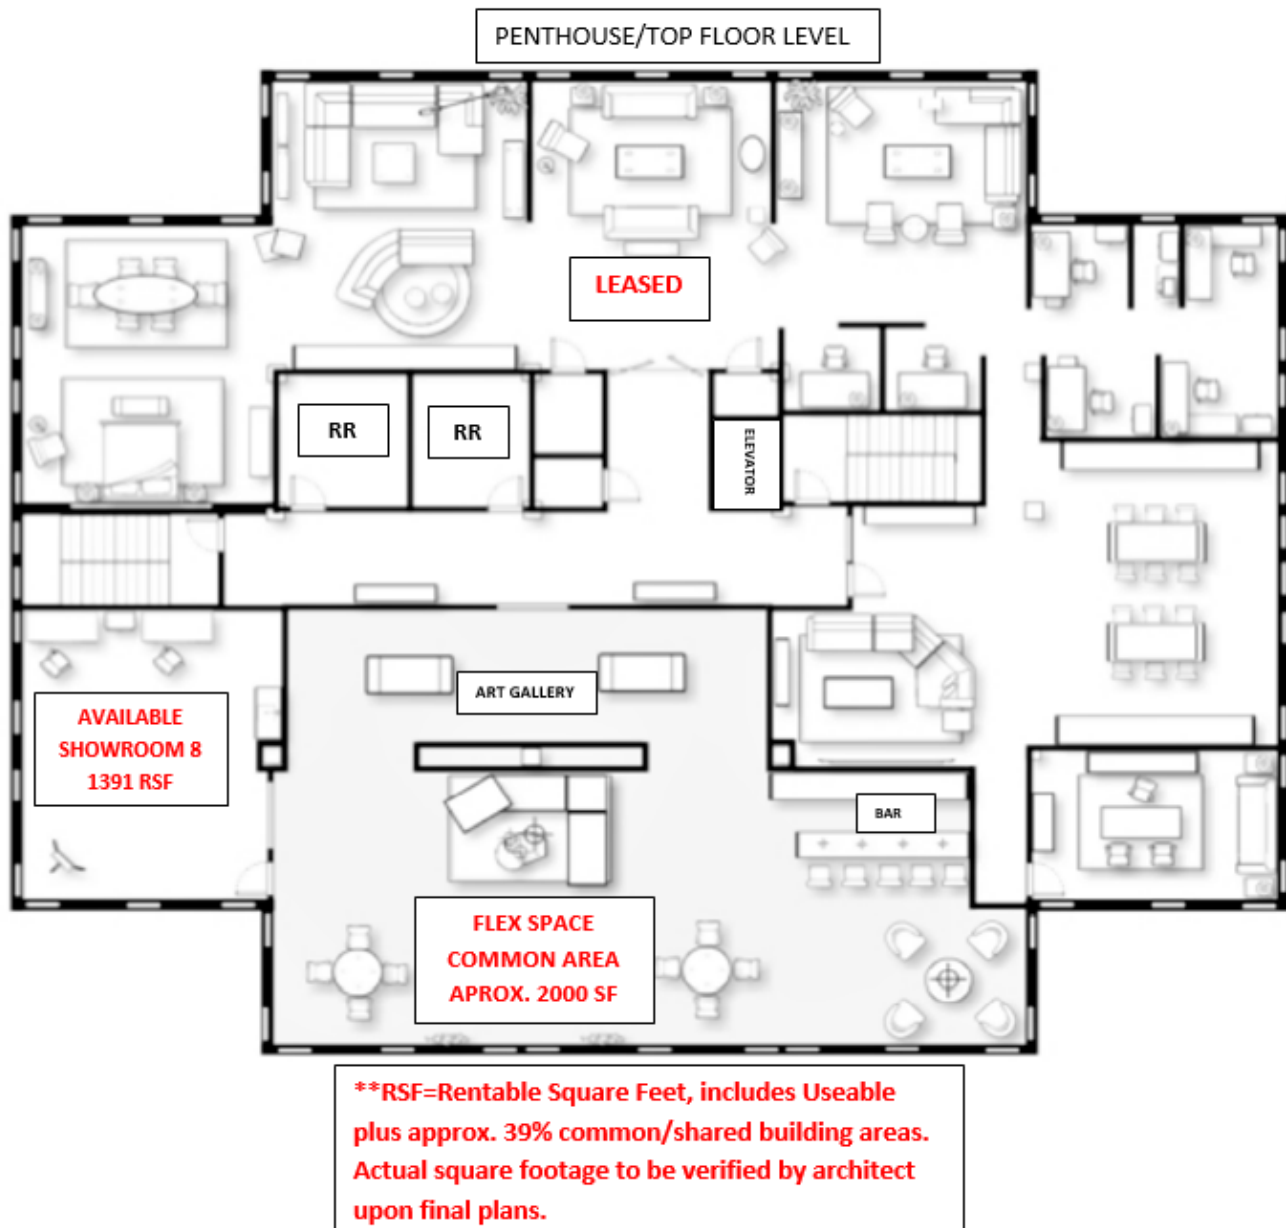 PENTHOUSE/TOP FLOOR LEVEL
LEASED
RR
RR
ELEVATOR
ART GALLERY
AVAILABLE
SHOWROOM 8
1391 RSF
BAR
FLEX SPACE
COMMON AREA
APROX. 2000 SF
**RSF=Rentable Square Feet, includes Useable
plus approx. 39% common/shared building areas.
Actual square footage to be verified by architect
upon final plans.